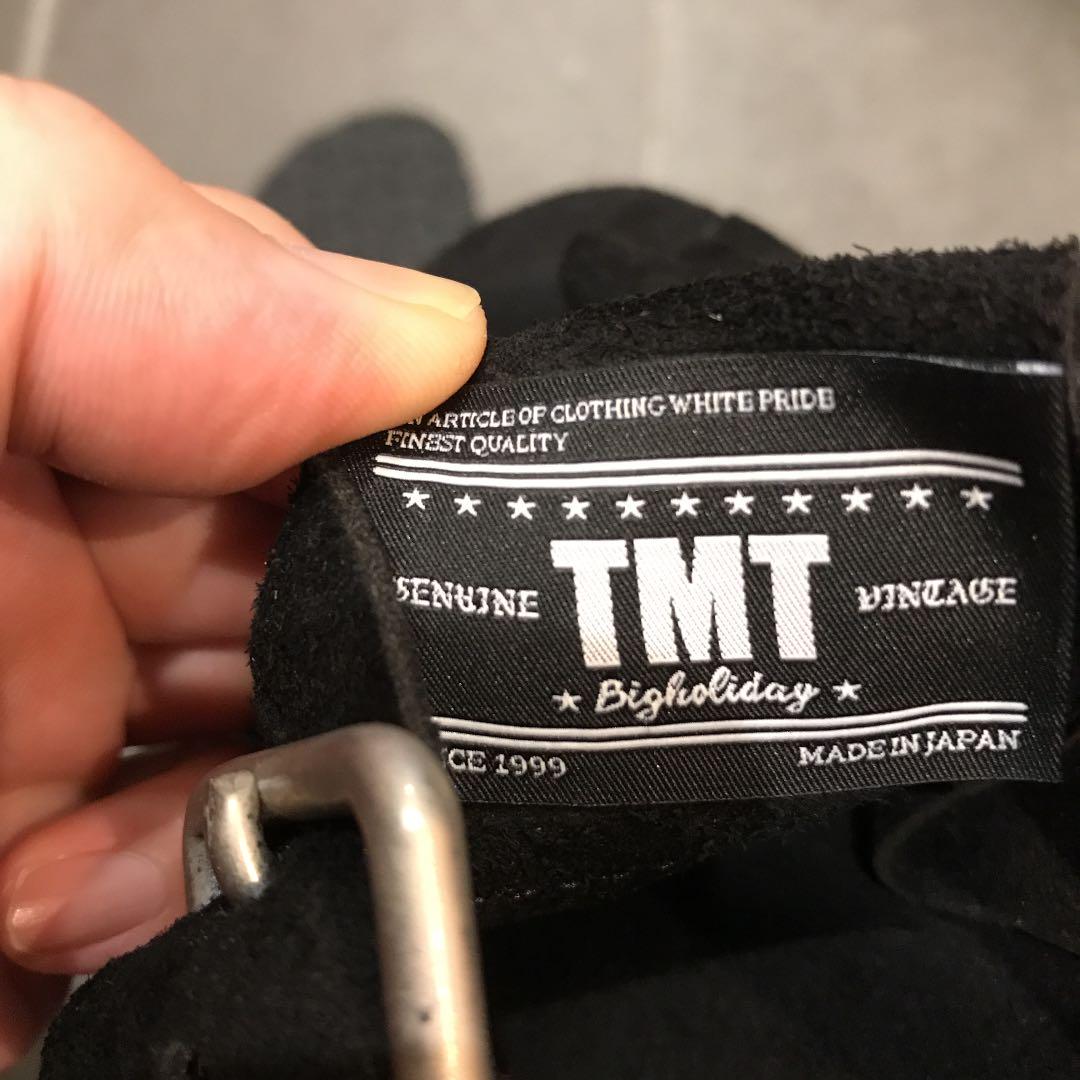 ARTICLE OF CLOTHING WHITE PRIDE
FINEST QUALITY
GENUINE TMT VINTAGE
Bigholiday
1999 MADE IN JAPAN